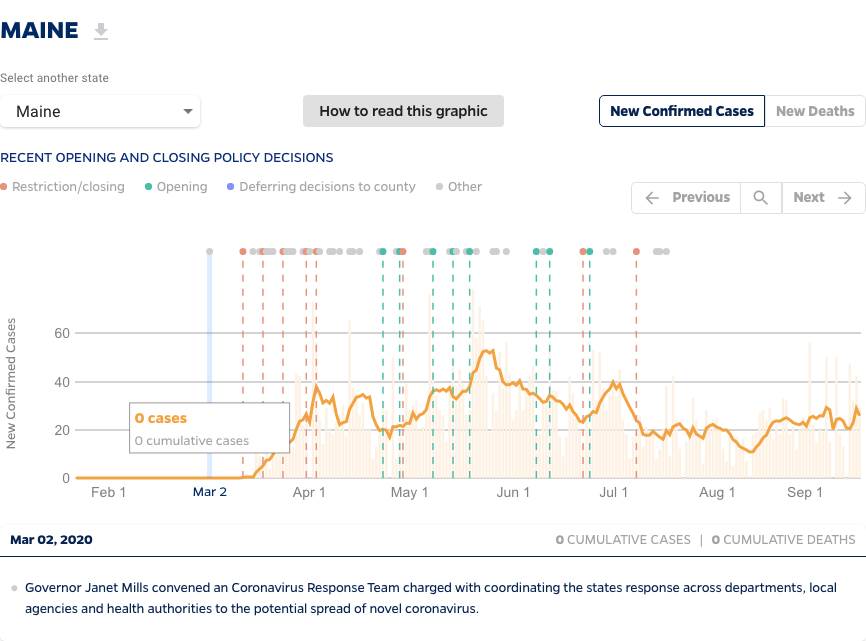 MAINE
Select another state
Maine
How to read this graphic
New Confirmed Cases
New Deaths
RECENT OPENING AND CLOSING POLICY DECISIONS
Restriction/closing
Opening
Deferring decisions to county
Other
Previous
Next
New Confirmed Cases
60
40
20
0
0 cases
0 cumulative cases
Feb 1
Mar 2
Apr 1
May 1
Jun 1
Jul 1
Aug 1
Sep 1
Mar 02, 2020
0 CUMULATIVE CASES | 0 CUMULATIVE DEATHS
Governor Janet Mills convened an Coronavirus Response Team charged with coordinating the states response across departments, local
agencies and health authorities to the potential spread of novel coronavirus.